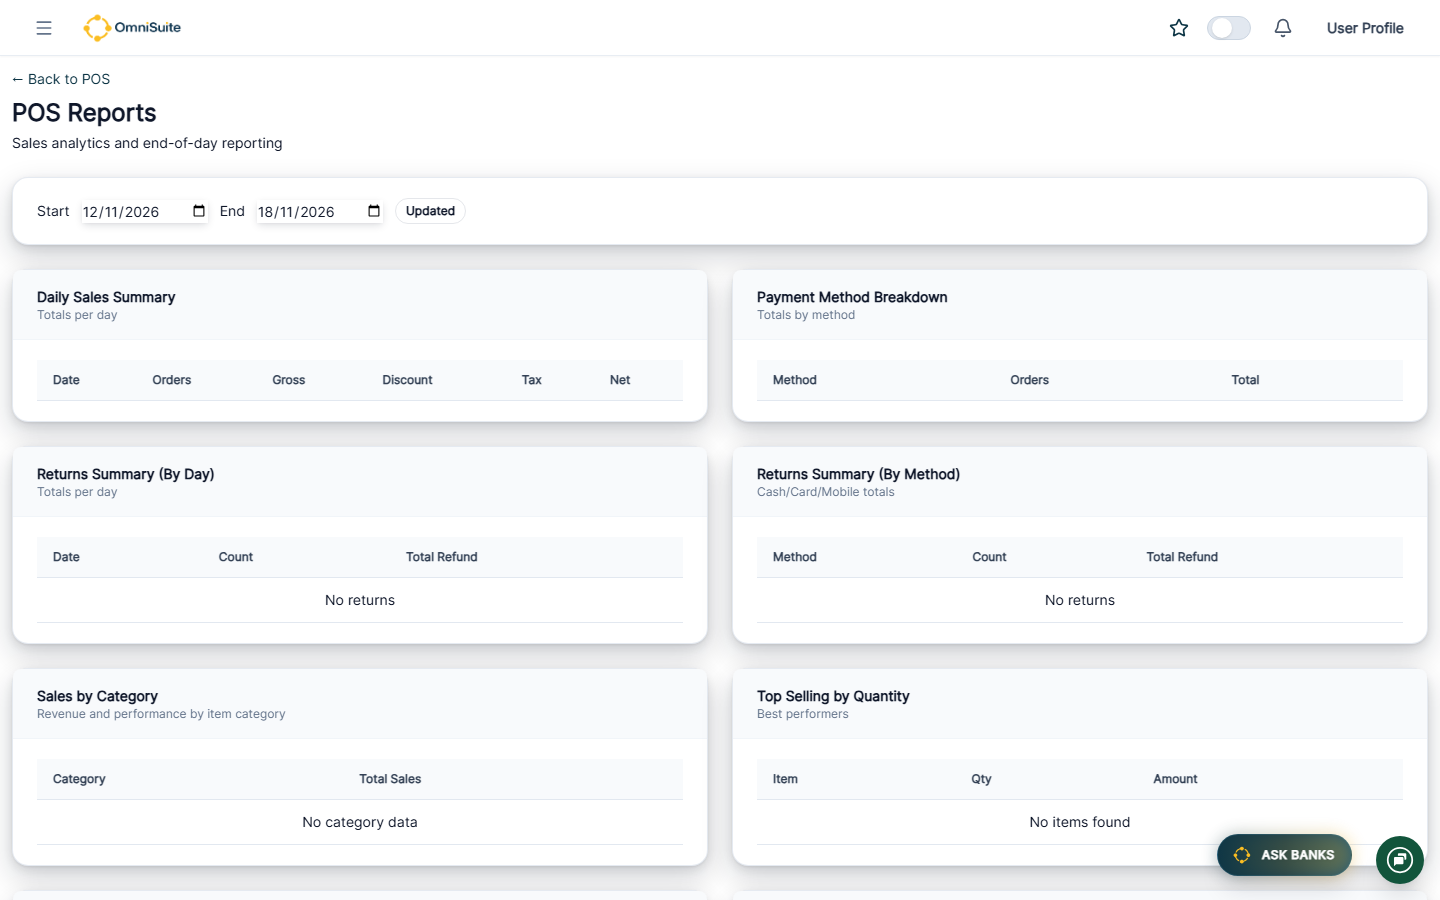 OmniSuite
User Profile
← Back to POS
POS Reports
Sales analytics and end-of-day reporting
Start 12/11/2026 End 18/11/2026 Updated
Daily Sales Summary
Totals per day
Date Orders Gross Discount Tax Net
Payment Method Breakdown
Totals by method
Method Orders Total
Returns Summary (By Day)
Totals per day
Date Count Total Refund
No returns
Returns Summary (By Method)
Cash/Card/Mobile totals
Method Count Total Refund
No returns
Sales by Category
Revenue and performance by item category
Category Total Sales
No category data
Top Selling by Quantity
Best performers
Item Qty Amount
No items found
ASK BANKS